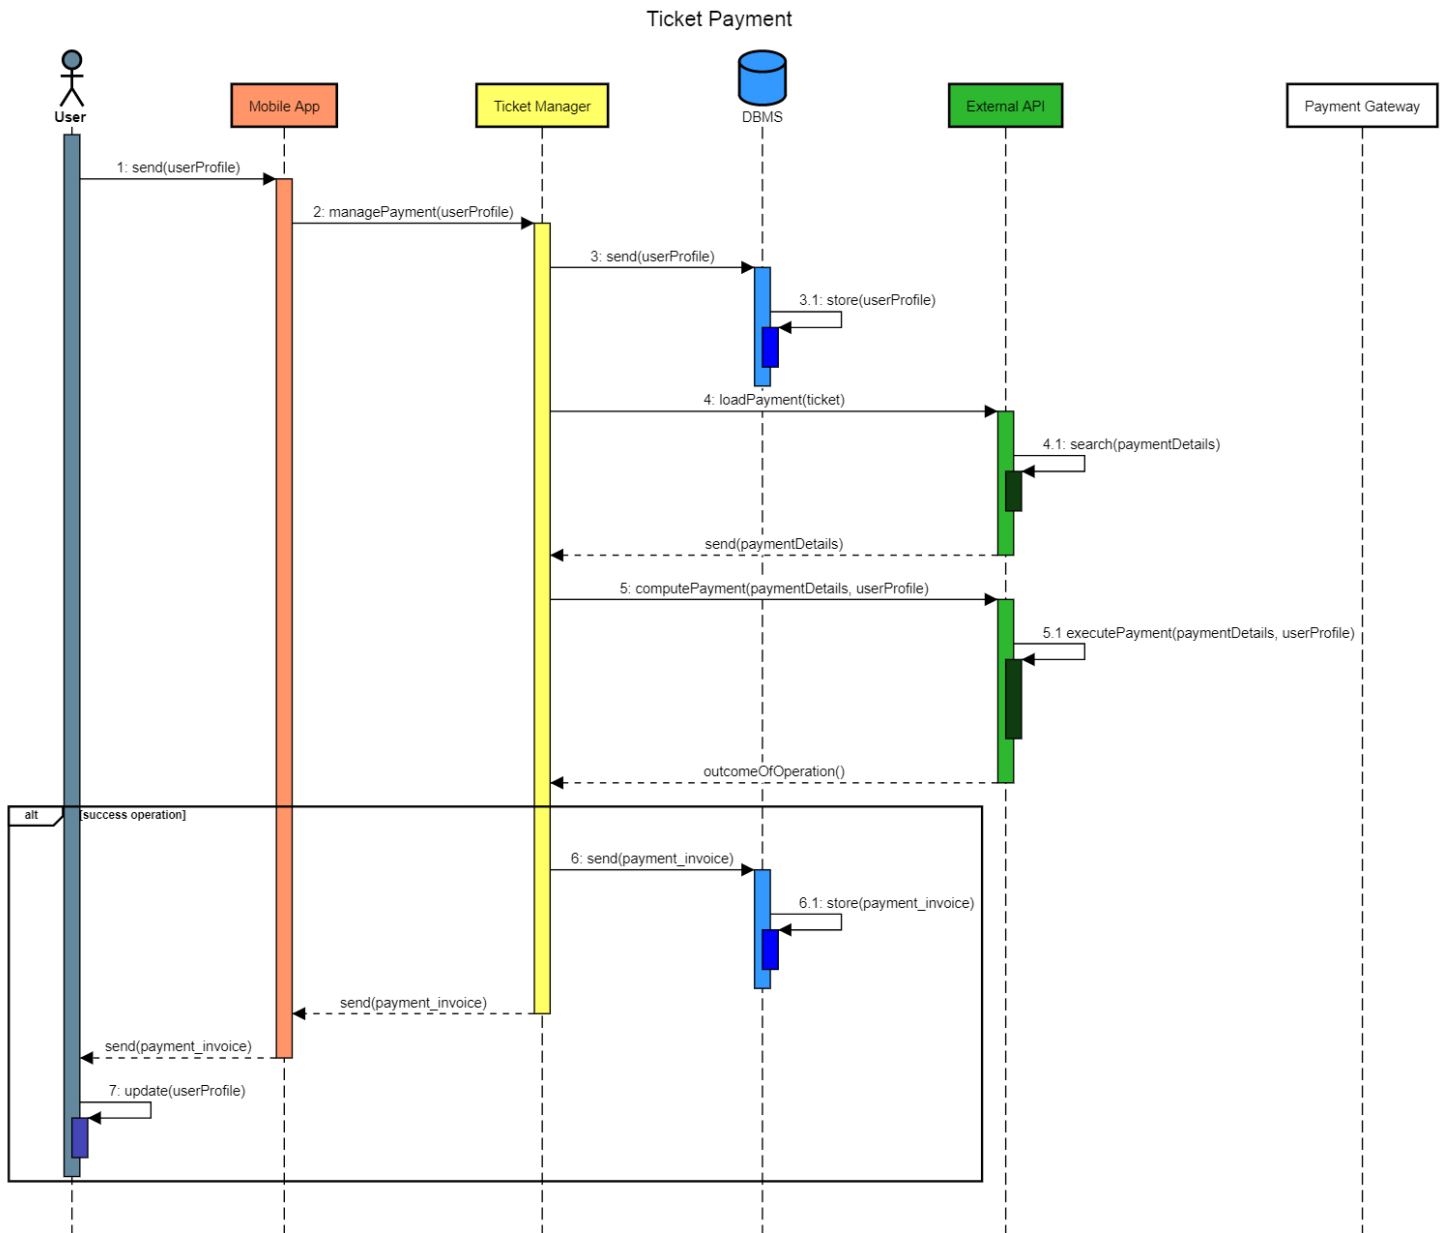 Ticket Payment
User
Mobile App
Ticket Manager
DBMS
External API
Payment Gateway
1: send(userProfile)
2: managePayment(userProfile)
3: send(userProfile)
3.1: store(userProfile)
4: loadPayment(ticket)
4.1: search(paymentDetails)
send(paymentDetails)
5: computePayment(paymentDetails, userProfile)
5.1 executePayment(paymentDetails, userProfile)
outcomeOfOperation()
alt
[success operation]
6: send(payment_invoice)
6.1: store(payment_invoice)
send(payment_invoice)
send(payment_invoice)
7: update(userProfile)